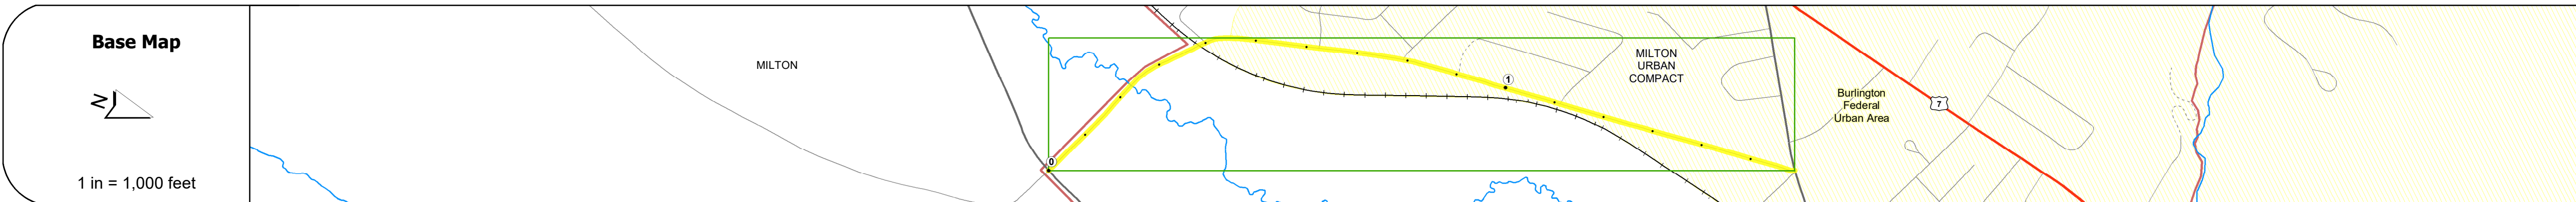 Base Map
N
1 in = 1,000 feet
MILTON
0
1
MILTON
URBAN
COMPACT
Burlington
Federal
Urban Area
7